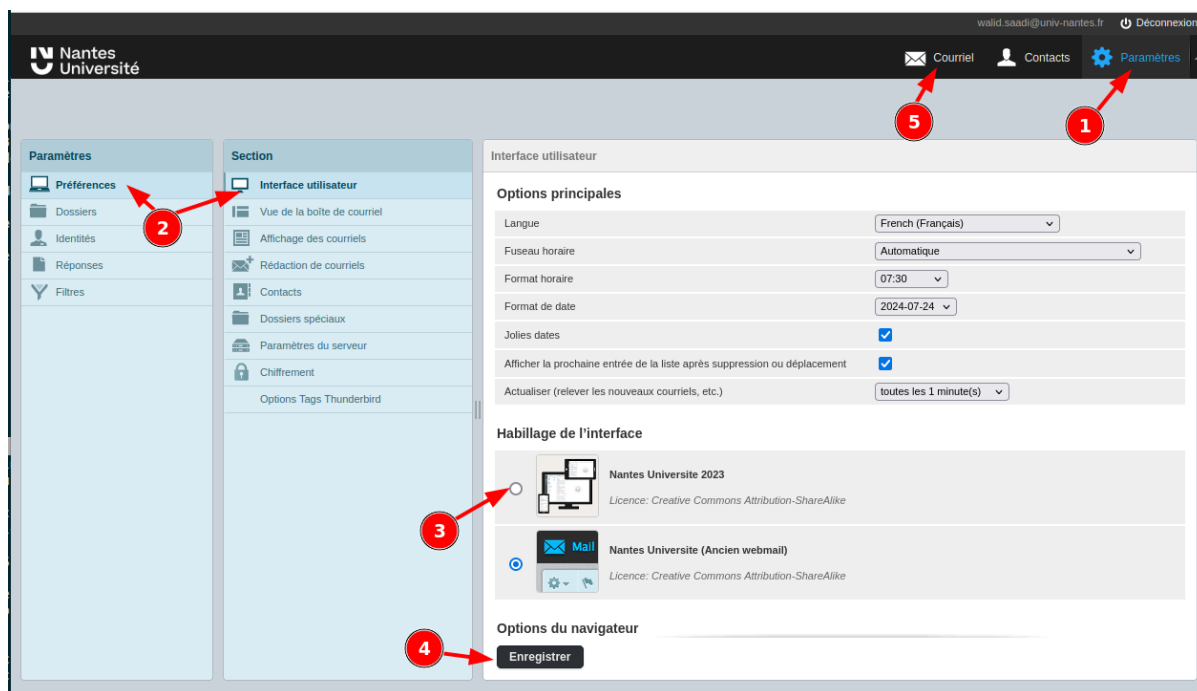 walid.saadi@univ-nantes.fr Déconnexion
Nantes
Université
Courriel Contacts Paramètres
5 1
Paramètres
Préférences
Dossiers
Identités
Réponses
Filtres
2
Section
Interface utilisateur
Vue de la boîte de courriel
Affichage des courriels
Rédaction de courriels
Contacts
Dossiers spéciaux
Paramètres du serveur
Chiffrement
Options Tags Thunderbird
Interface utilisateur
Options principales
Langue French (Français)
Fuseau horaire Automatique
Format horaire 07:30
Format de date 2024-07-24
Jolies dates
Afficher la prochaine entrée de la liste après suppression ou déplacement
Actualiser (relever les nouveaux courriels, etc.) toutes les 1 minute(s)
Habillage de l'interface
Nantes Universite 2023
Licence: Creative Commons Attribution-ShareAlike
3
Mail
Nantes Universite (Ancien webmail)
Licence: Creative Commons Attribution-ShareAlike
Options du navigateur
4
Enregistrer